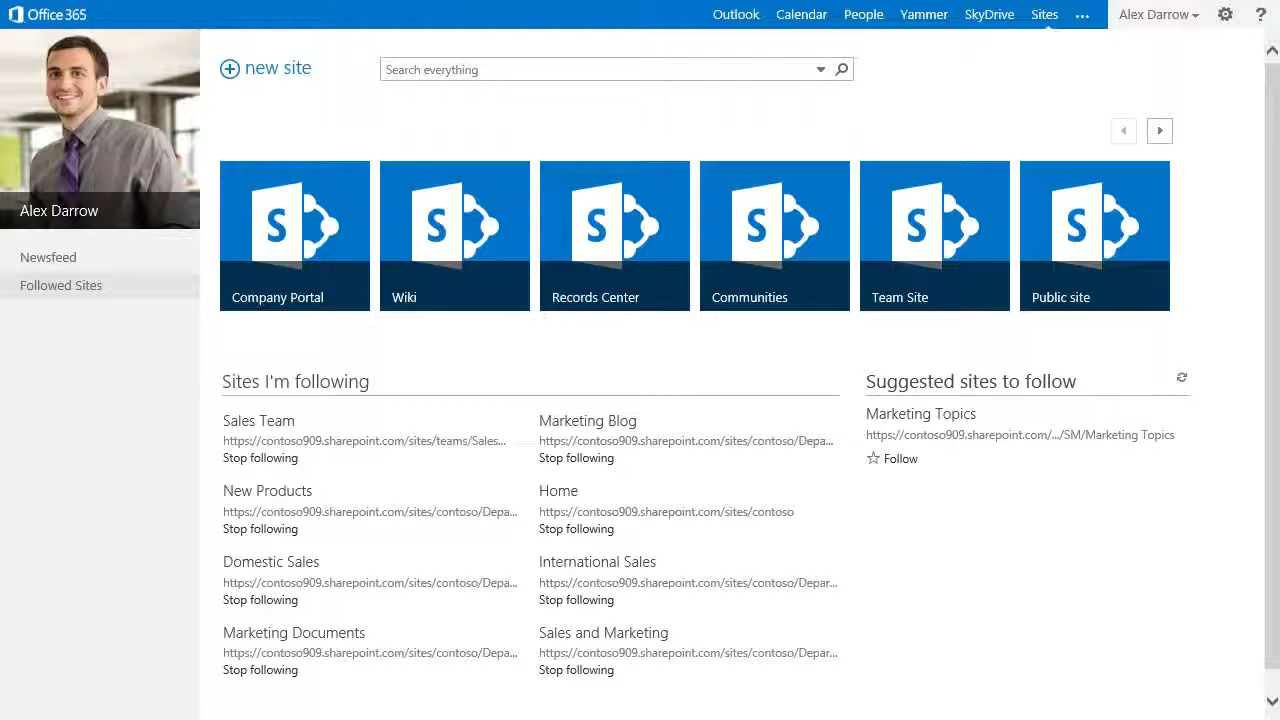 Office 365
Outlook Calendar People Yammer SkyDrive Sites ... Alex Darrow ?
Alex Darrow
Newsfeed
Followed Sites
new site
Search everything
S S S S S S
Company Portal Wiki Records Center Communities Team Site Public site
Sites I'm following
Sales Team
https://contoso909.sharepoint.com/sites/teams/Sales...
Stop following
Marketing Blog
https://contoso909.sharepoint.com/sites/contoso/Depa...
Stop following
New Products
https://contoso909.sharepoint.com/sites/contoso/Depa...
Stop following
Home
https://contoso909.sharepoint.com/sites/contoso
Stop following
Domestic Sales
https://contoso909.sharepoint.com/sites/contoso/Depa...
Stop following
International Sales
https://contoso909.sharepoint.com/sites/contoso/Depar...
Stop following
Marketing Documents
https://contoso909.sharepoint.com/sites/contoso/Depa...
Stop following
Sales and Marketing
https://contoso909.sharepoint.com/sites/contoso/Depar...
Stop following
Suggested sites to follow
Marketing Topics
https://contoso909.sharepoint.com/.../SM/Marketing Topics
Follow